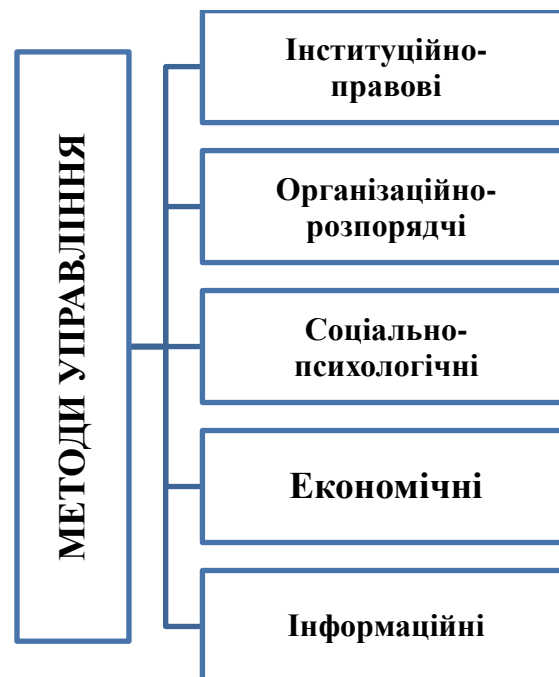 МЕТОДИ УПРАВЛІННЯ
Інституційно-
правові
Організаційно-
розпорядчі
Соціально-
психологічні
Економічні
Інформаційні